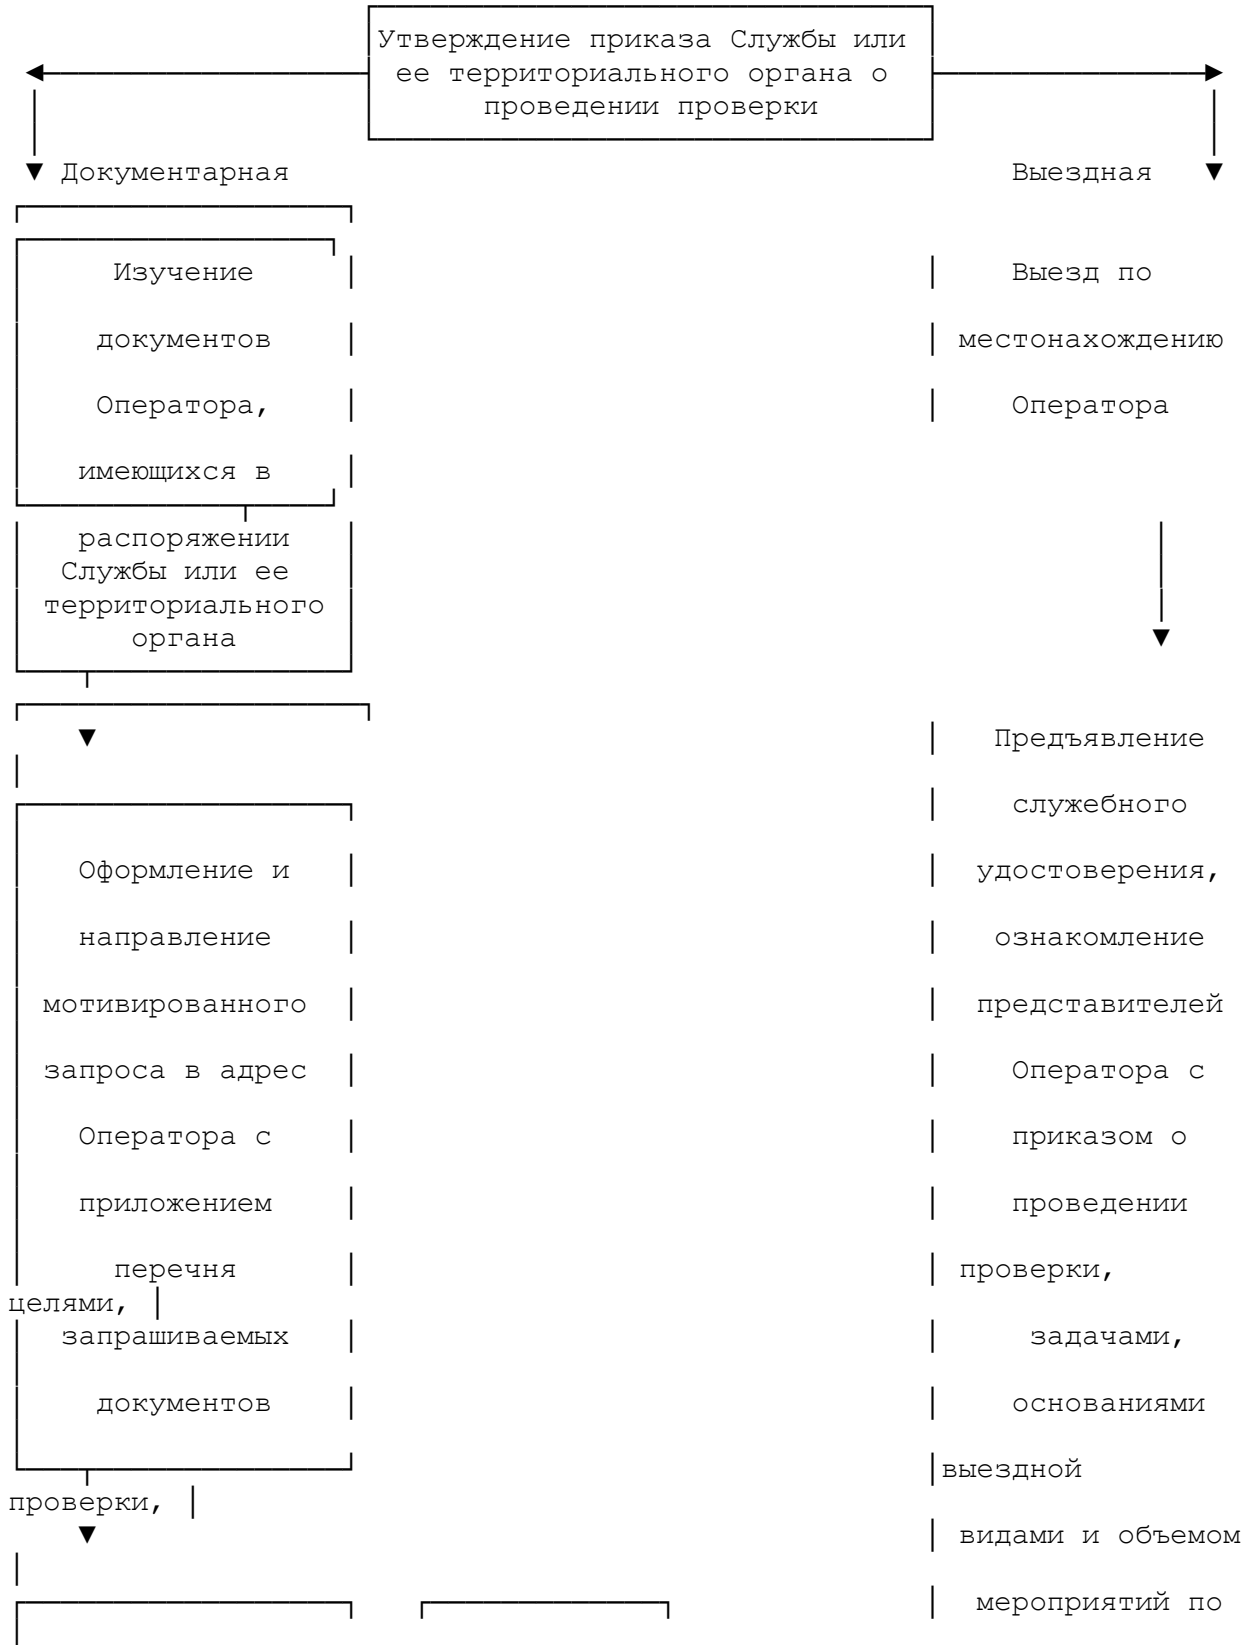 Утверждение приказа Службы или
ее территориального органа о
проведении проверки
Документарная Выездная
Изучение Выезд по
документов местонахождению
Оператора, Оператора
имеющихся в
распоряжении
Службы или ее
территориального
органа
Предъявление
служебного
Оформление и удостоверения,
направление ознакомление
мотивированного представителей
запроса в адрес Оператора с
Оператора с приказом о
приложением проведении
перечня проверки,
целями,
запрашиваемых задачами,
документов основаниями
выездной
проверки,
видами и объемом
мероприятий по